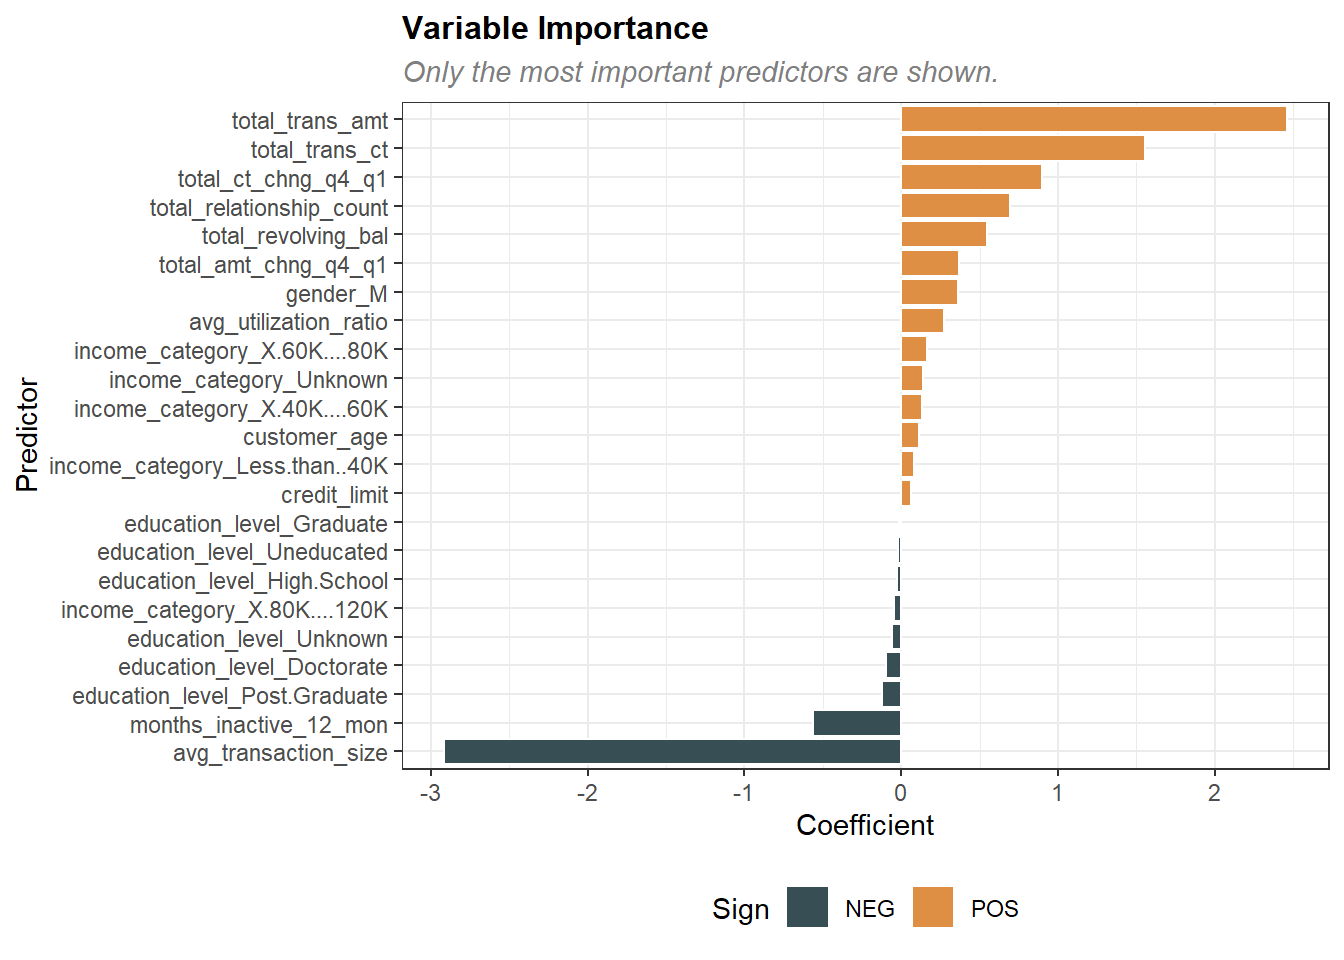 Variable Importance
Only the most important predictors are shown.
total_trans_amt
total_trans_ct
total_ct_chng_q4_q1
total_relationship_count
total_revolving_bal
total_amt_chng_q4_q1
gender_M
avg_utilization_ratio
income_category_X.60K....80K
income_category_Unknown
income_category_X.40K....60K
customer_age
income_category_Less.than..40K
credit_limit
education_level_Graduate
education_level_Uneducated
education_level_High.School
income_category_X.80K....120K
education_level_Unknown
education_level_Doctorate
education_level_Post.Graduate
months_inactive_12_mon
avg_transaction_size
Predictor
-3 -2 -1 0 1 2
Coefficient
Sign NEG POS